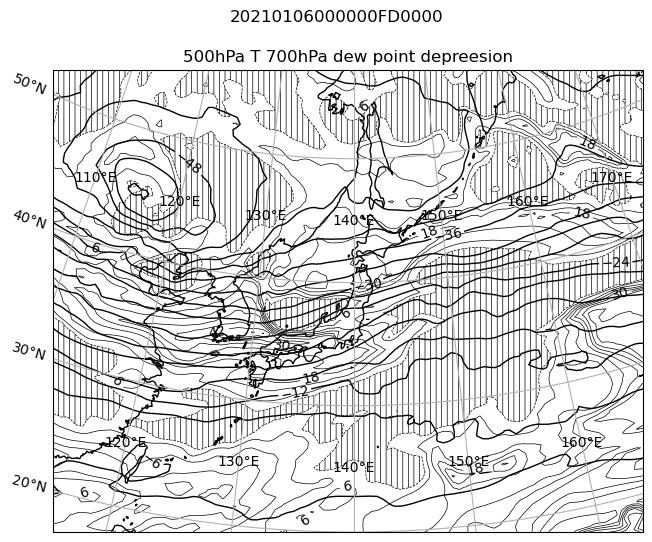 20210106000000FD0000
500hPa T 700hPa dew point depreesion
50°N
6
18
-48
110°E
170°E
120°E
160°E
130°E
140°E
150°E
18
40°N
18
36
6
-24
-30
30
6
30°N
30
18
6
-12
120°E
160°E
130°E
150°E
140°E
6
18
20°N
6
6
6